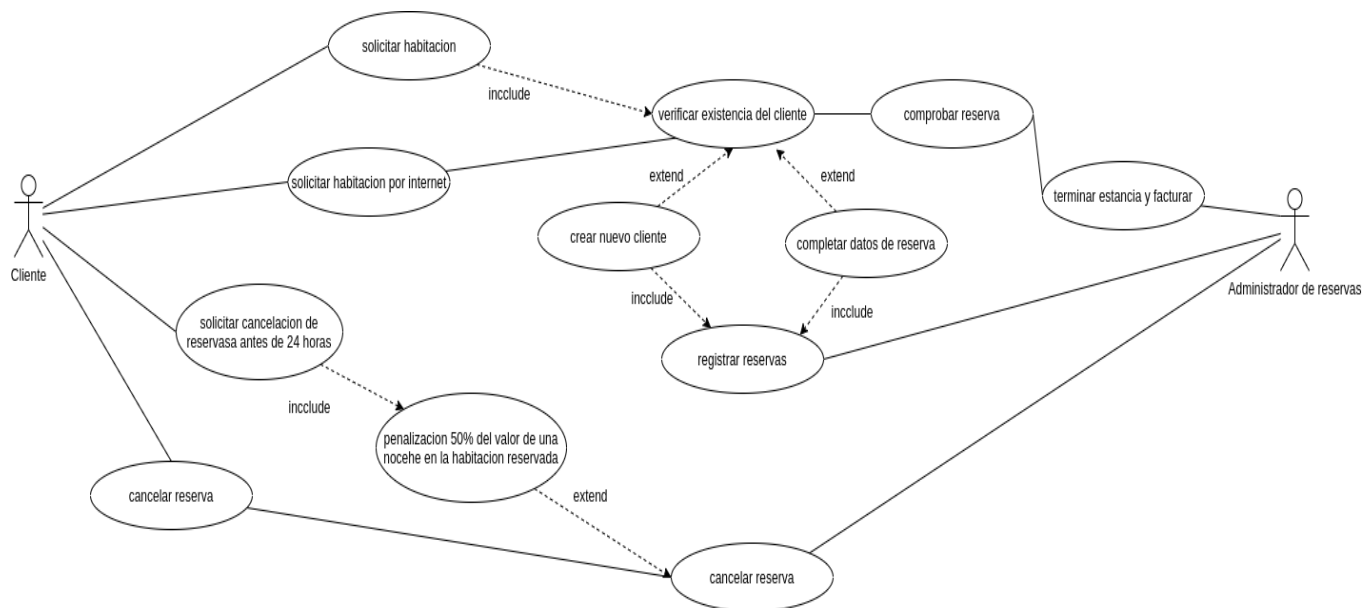 solicitar habitacion
incclude
verificar existencia del cliente
comprobar reserva
solicitar habitacion por internet
extend
extend
terminar estancia y facturar
crear nuevo cliente
completar datos de reserva
Cliente
Administrador de reservas
incclude
incclude
solicitar cancelacion de
reservasa antes de 24 horas
registrar reservas
incclude
penalizacion 50% del valor de una
nocehe en la habitacion reservada
cancelar reserva
extend
cancelar reserva